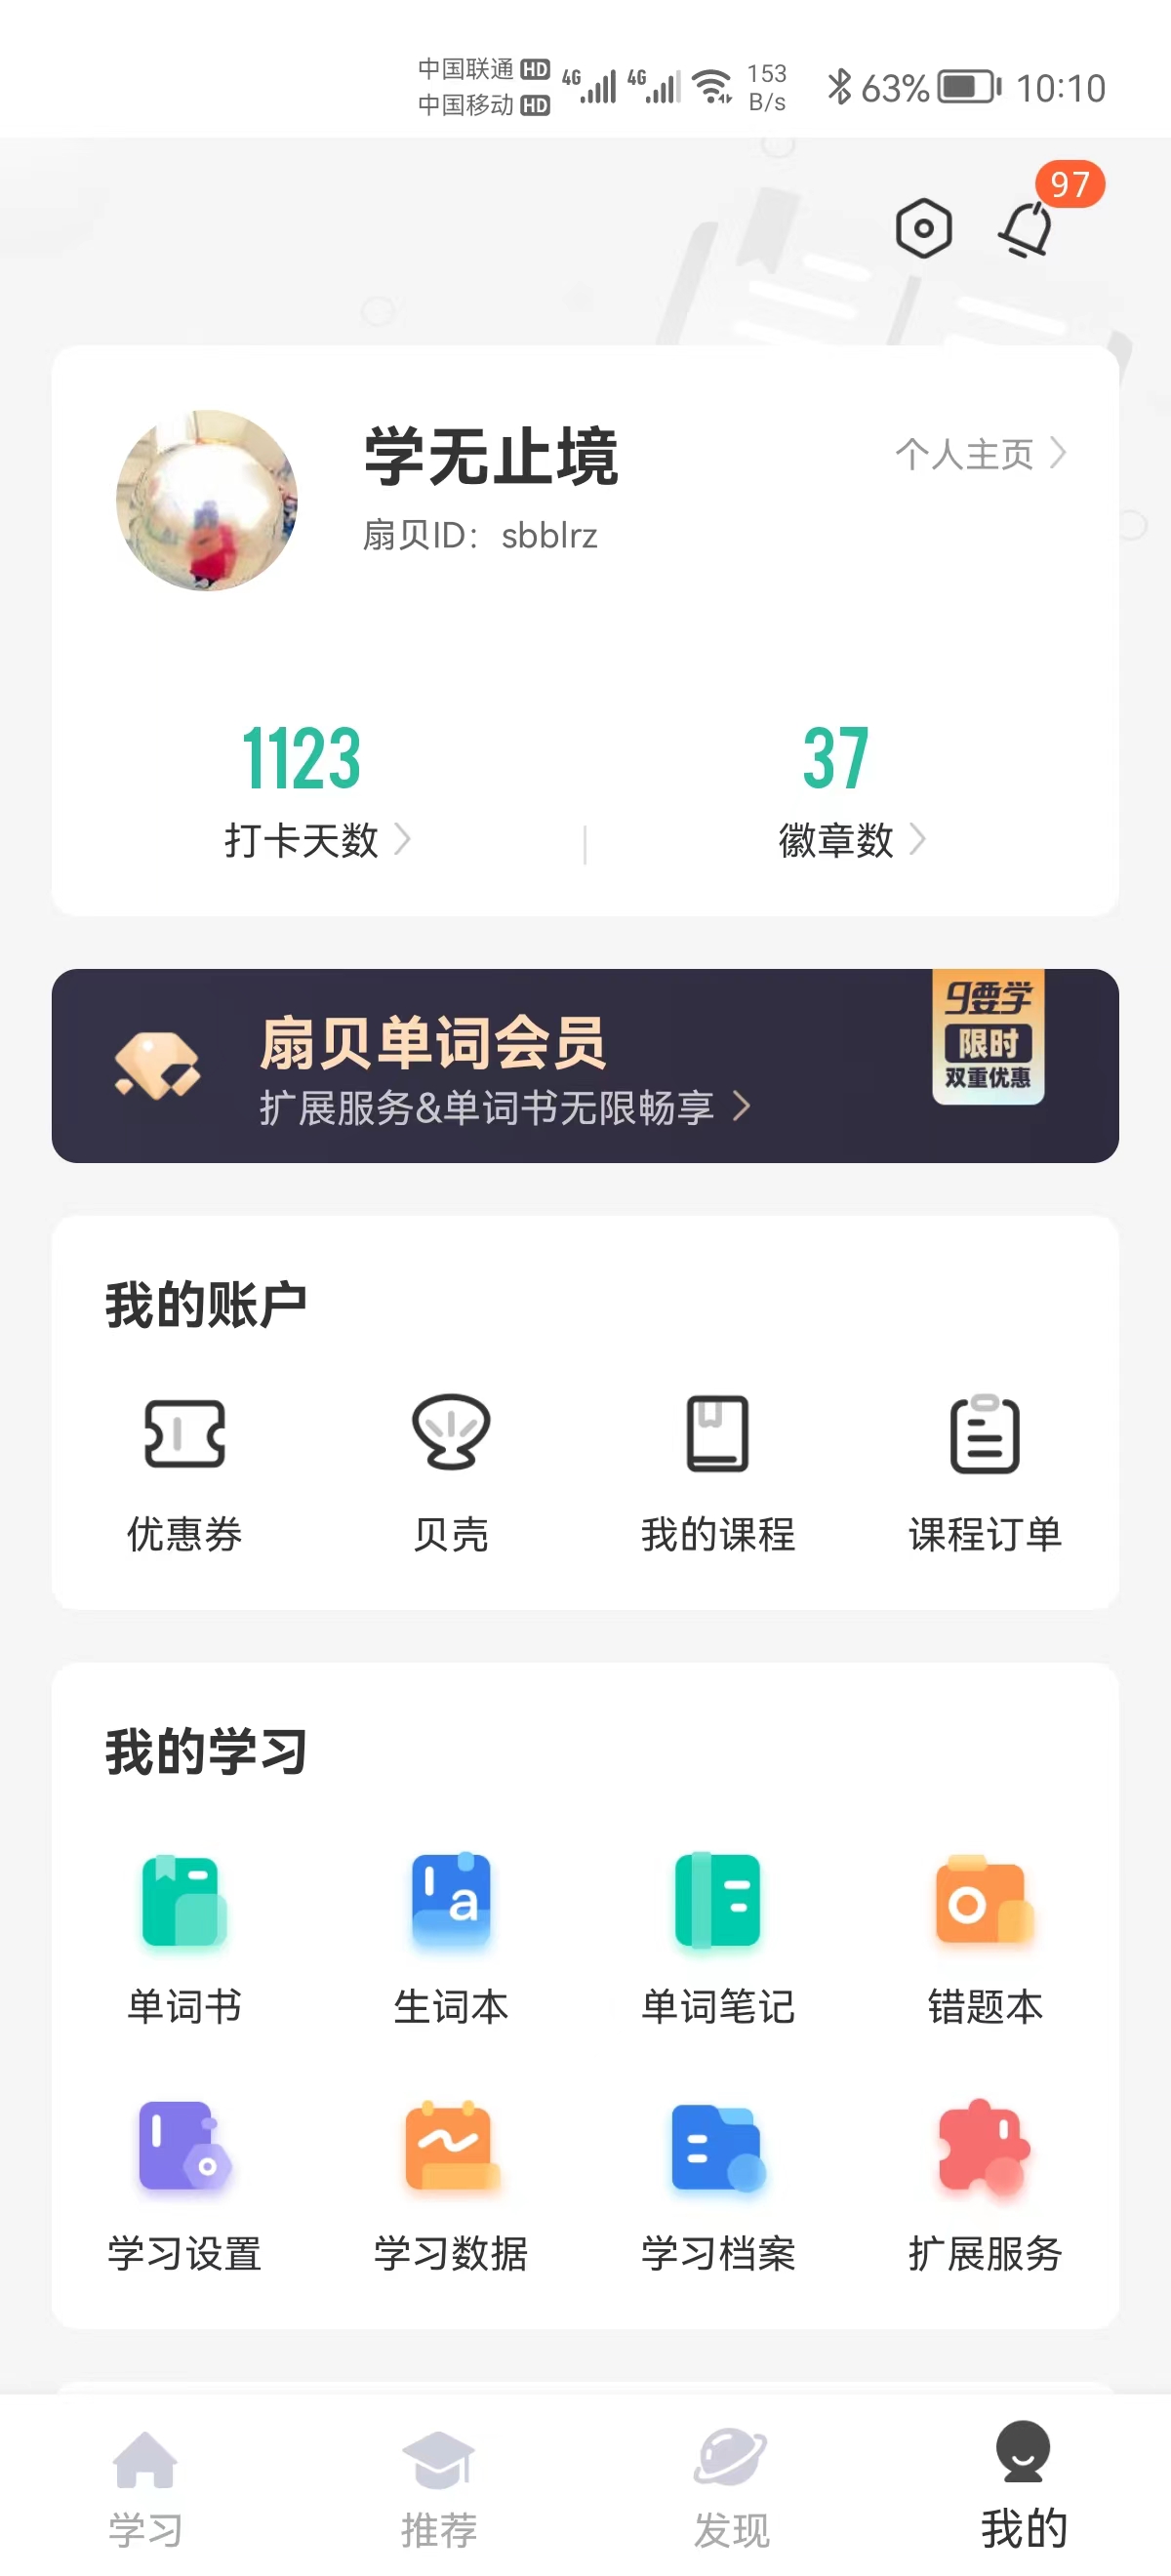 中国联通 HD
中国移动 HD
4G 4G
153
B/s
63%
10:10
97
学无止境
个人主页
扇贝ID：sbblrz
1123
37
打卡天数
徽章数
扇贝单词会员
扩展服务&单词书无限畅享
9要学
限时
双重优惠
我的账户
优惠券 贝壳 我的课程 课程订单
我的学习
a
单词书 生词本 单词笔记 错题本
学习设置 学习数据 学习档案 扩展服务
学习 推荐 发现 我的